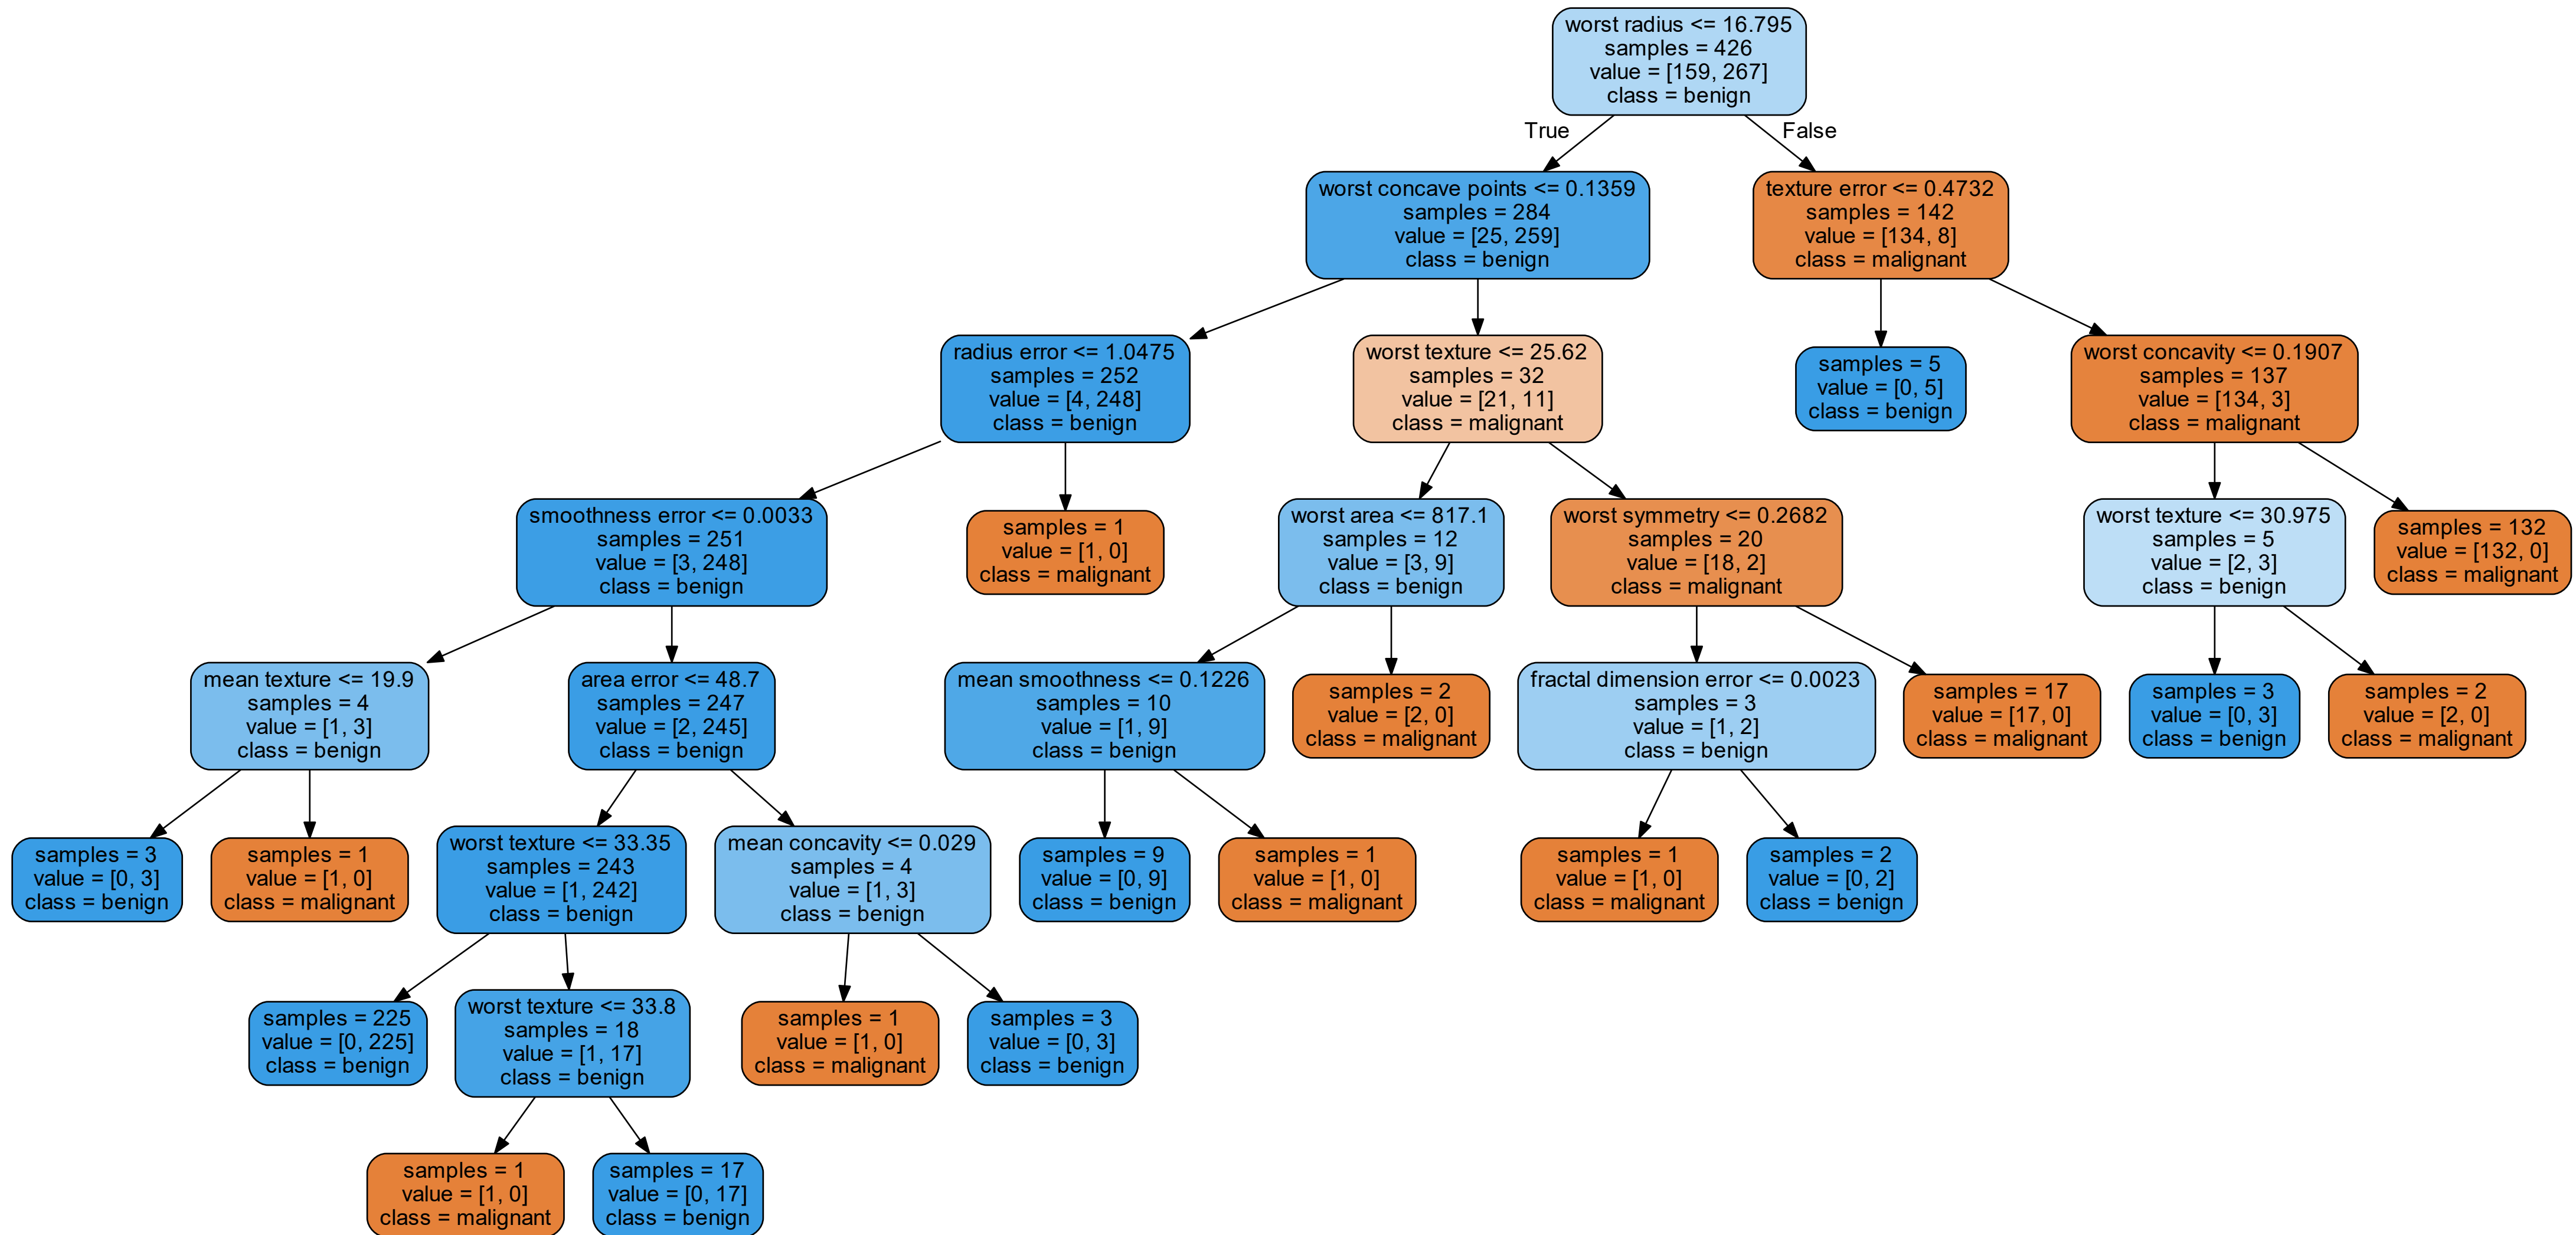 worst radius <= 16.795
samples = 426
value = [159, 267]
class = benign
True
False
worst concave points <= 0.1359
samples = 284
value = [25, 259]
class = benign
texture error <= 0.4732
samples = 142
value = [134, 8]
class = malignant
radius error <= 1.0475
samples = 252
value = [4, 248]
class = benign
worst texture <= 25.62
samples = 32
value = [21, 11]
class = malignant
samples = 5
value = [0, 5]
class = benign
worst concavity <= 0.1907
samples = 137
value = [134, 3]
class = malignant
smoothness error <= 0.0033
samples = 251
value = [3, 248]
class = benign
samples = 1
value = [1, 0]
class = malignant
worst area <= 817.1
samples = 12
value = [3, 9]
class = benign
worst symmetry <= 0.2682
samples = 20
value = [18, 2]
class = malignant
worst texture <= 30.975
samples = 5
value = [2, 3]
class = benign
samples = 132
value = [132, 0]
class = malignant
mean texture <= 19.9
samples = 4
value = [1, 3]
class = benign
area error <= 48.7
samples = 247
value = [2, 245]
class = benign
mean smoothness <= 0.1226
samples = 10
value = [1, 9]
class = benign
samples = 2
value = [2, 0]
class = malignant
fractal dimension error <= 0.0023
samples = 3
value = [1, 2]
class = benign
samples = 17
value = [17, 0]
class = malignant
samples = 3
value = [0, 3]
class = benign
samples = 2
value = [2, 0]
class = malignant
samples = 3
value = [0, 3]
class = benign
samples = 1
value = [1, 0]
class = malignant
worst texture <= 33.35
samples = 243
value = [1, 242]
class = benign
mean concavity <= 0.029
samples = 4
value = [1, 3]
class = benign
samples = 9
value = [0, 9]
class = benign
samples = 1
value = [1, 0]
class = malignant
samples = 1
value = [1, 0]
class = malignant
samples = 2
value = [0, 2]
class = benign
samples = 225
value = [0, 225]
class = benign
worst texture <= 33.8
samples = 18
value = [1, 17]
class = benign
samples = 1
value = [1, 0]
class = malignant
samples = 3
value = [0, 3]
class = benign
samples = 1
value = [1, 0]
class = malignant
samples = 17
value = [0, 17]
class = benign